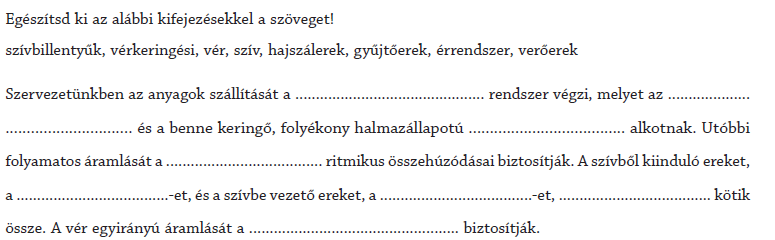 Egészítsd ki az alábbi kifejezésekkel a szöveget!
szívbillentyűk, vérkeringési, vér, szív, hajszálerek, gyűjtőerek, érrendszer, verőerek
Szervezetünkben az anyagok szállítását a .............................................. rendszer végzi, melyet az ....................
............................... és a benne keringő, folyékony halmazállapotú ...................................... alkotnak. Utóbbi
folyamatos áramlását a ...................................... ritmikus összehúzódásai biztosítják. A szívből kiinduló ereket,
a .....................................-et, és a szívbe vezető ereket, a .....................................-et, ..................................... kötik
össze. A vér egyirányú áramlását a ................................................... biztosítják.